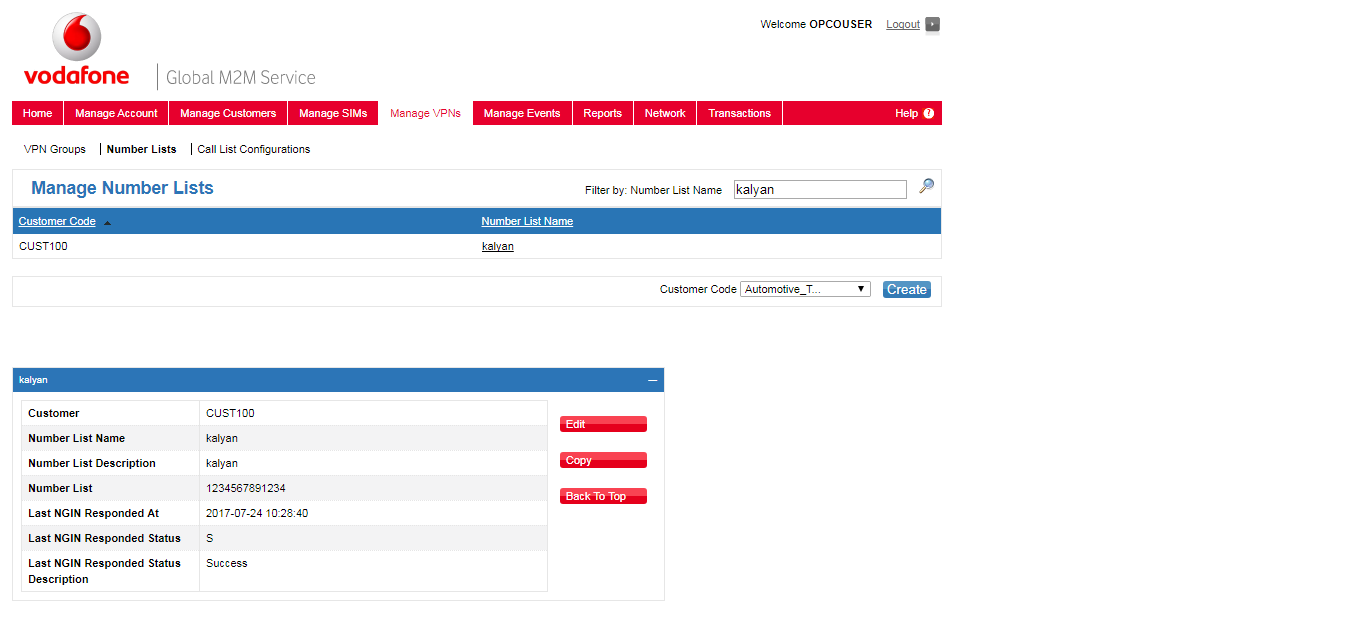 Welcome OPCOUSER Logout
vodafone Global M2M Service
Home Manage Account Manage Customers Manage SIMs Manage VPNs Manage Events Reports Network Transactions Help ?
VPN Groups Number Lists Call List Configurations
Manage Number Lists Filter by: Number List Name kalyan
Customer Code Number List Name
CUST100 kalyan
Customer Code Automotive_T... Create
kalyan
Customer CUST100
Edit
Number List Name kalyan
Number List Description kalyan
Copy
Number List 1234567891234
Back To Top
Last NGIN Responded At 2017-07-24 10:28:40
Last NGIN Responded Status S
Last NGIN Responded Status Success
Description